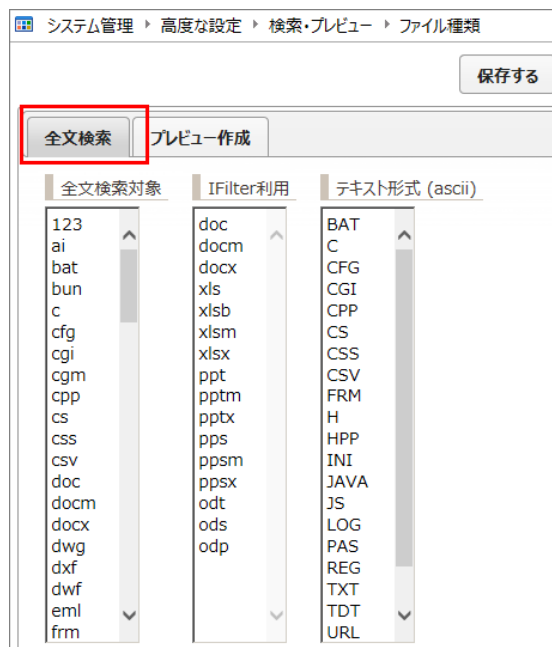 システム管理 ▸ 高度な設定 ▸ 検索・プレビュー ▸ ファイル種類
保存する
全文検索 プレビュー作成
全文検索対象
123
ai
bat
bun
c
cfg
cgi
cgm
cpp
cs
css
csv
doc
docm
docx
dwg
dxf
dwf
eml
frm
IFilter利用
doc
docm
docx
xls
xlsb
xlsm
xlsx
ppt
pptm
pptx
pps
ppsm
ppsx
odt
ods
odp
テキスト形式 (ascii)
BAT
C
CFG
CGI
CPP
CS
CSS
CSV
FRM
H
HPP
INI
JAVA
JS
LOG
PAS
REG
TXT
TDT
URL